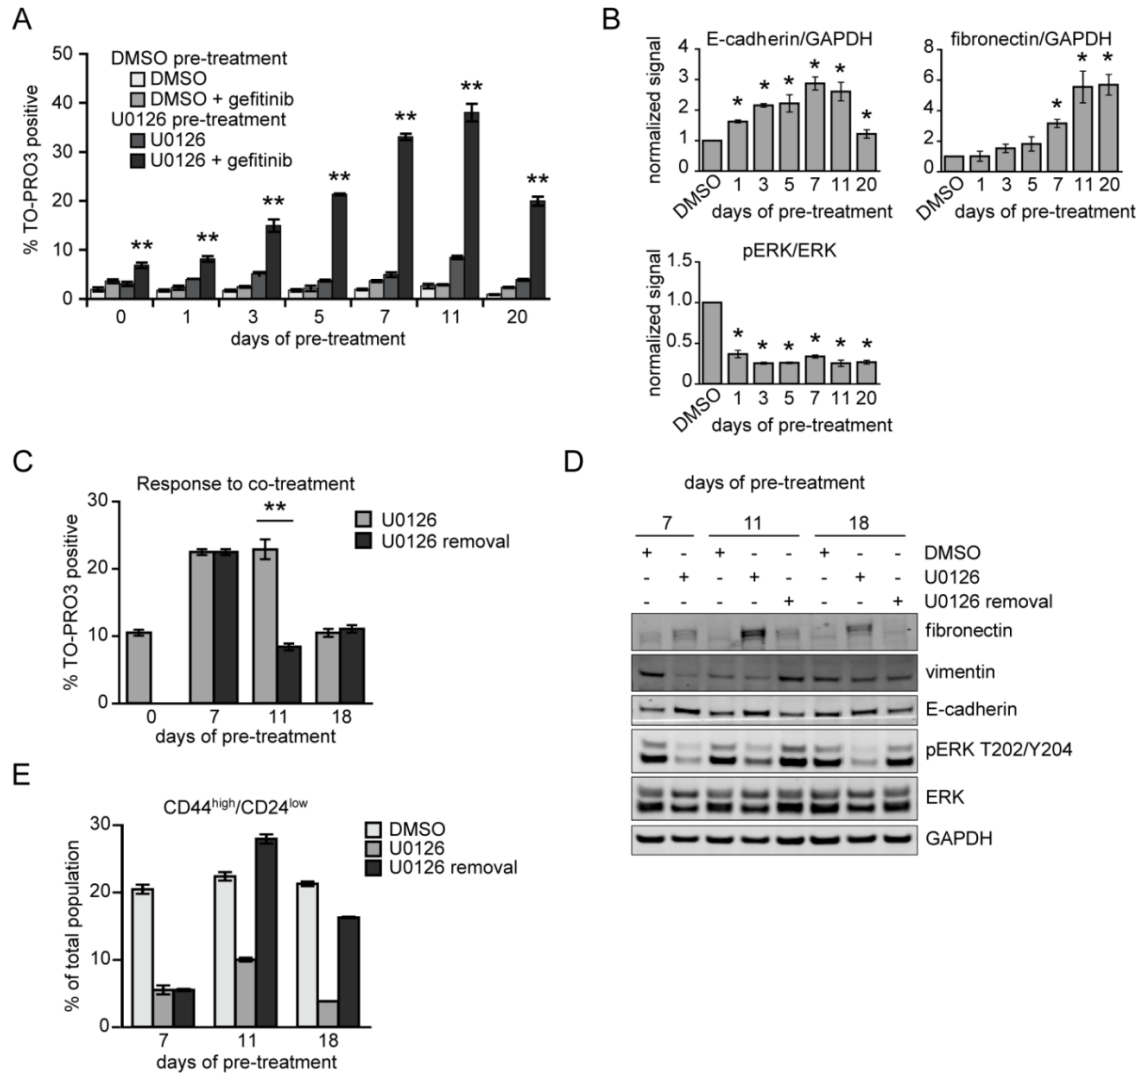 A
DMSO pre-treatment
DMSO
DMSO + gefitinib
U0126 pre-treatment
U0126
U0126 + gefitinib
% TO-PRO3 positive
50
40
30
20
10
0
** ** ** ** ** ** **
0 1 3 5 7 11 20
days of pre-treatment
B
E-cadherin/GAPDH
normalized signal
4
3
2
1
0
* * * * * *
DMSO 1 3 5 7 11 20
days of pre-treatment
fibronectin/GAPDH
8
6
4
2
0
* * *
DMSO 1 3 5 7 11 20
days of pre-treatment
pERK/ERK
normalized signal
1.5
1.0
0.5
0
* * * * * *
DMSO 1 3 5 7 11 20
days of pre-treatment
C
Response to co-treatment
% TO-PRO3 positive
30
20
10
0
**
U0126
U0126 removal
0 7 11 18
days of pre-treatment
D
days of pre-treatment
7 11 18
+ - + - - + - - DMSO
- + - + - - + - U0126
- - - - + - - + U0126 removal
fibronectin
vimentin
E-cadherin
pERK T202/Y204
ERK
GAPDH
E
CD44high/CD24low
% of total population
30
20
10
0
DMSO
U0126
U0126 removal
7 11 18
days of pre-treatment